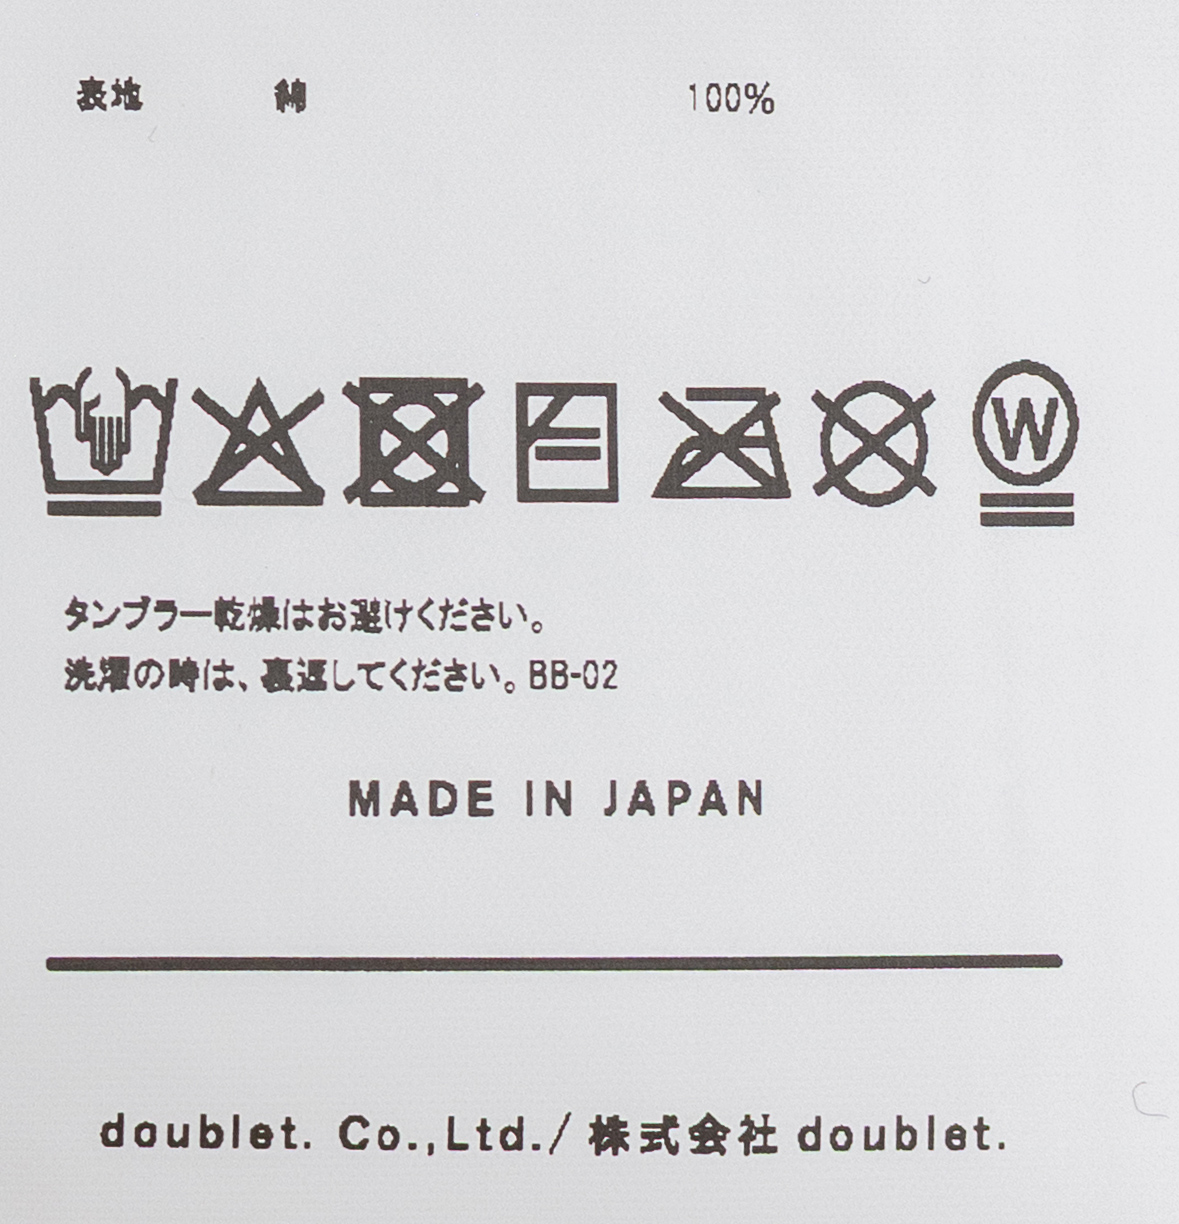 表地 綿 100%
W
タンブラー乾燥はお避けください。
洗濯の時は、裏返してください。BB-02
MADE IN JAPAN
doublet. Co.,Ltd./ 株式会社 doublet.